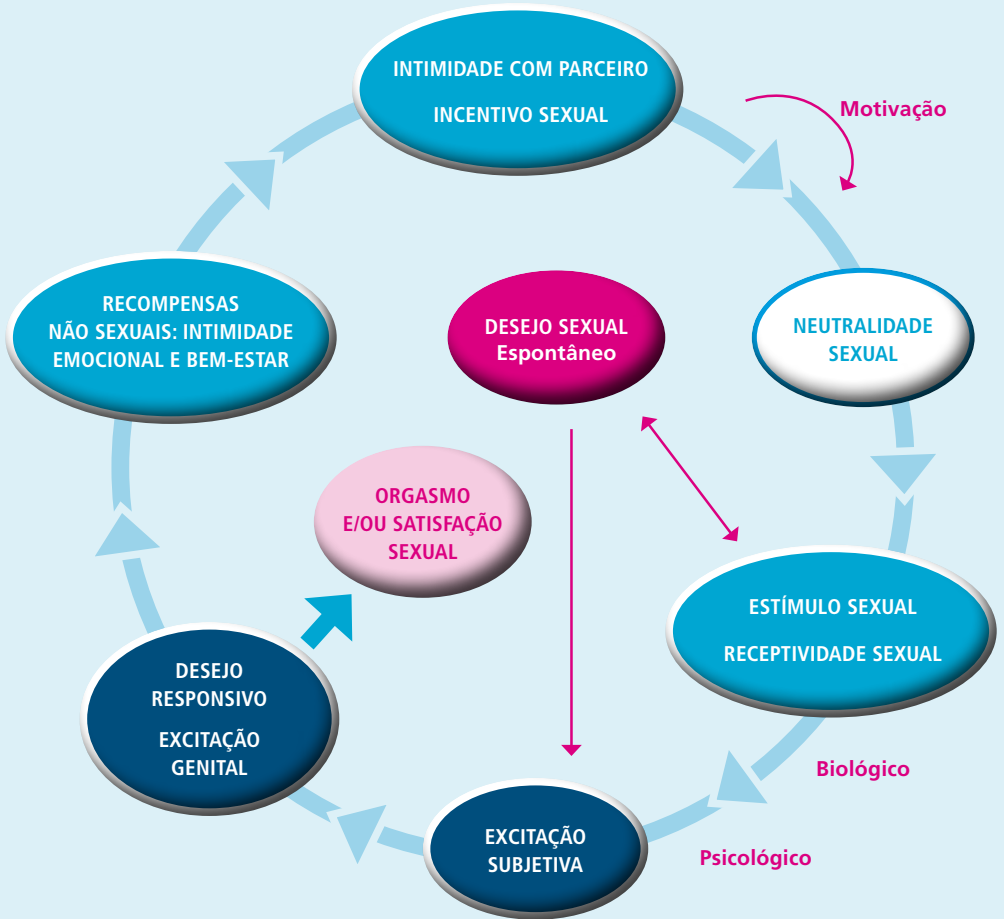 INTIMIDADE COM PARCEIRO
INCENTIVO SEXUAL
Motivação
RECOMPENSAS
NÃO SEXUAIS: INTIMIDADE
EMOCIONAL E BEM-ESTAR
DESEJO SEXUAL
Espontâneo
NEUTRALIDADE
SEXUAL
ORGASMO
E/OU SATISFAÇÃO
SEXUAL
ESTÍMULO SEXUAL
RECEPTIVIDADE SEXUAL
DESEJO
RESPONSIVO
EXCITAÇÃO
GENITAL
Biológico
EXCITAÇÃO
SUBJETIVA
Psicológico